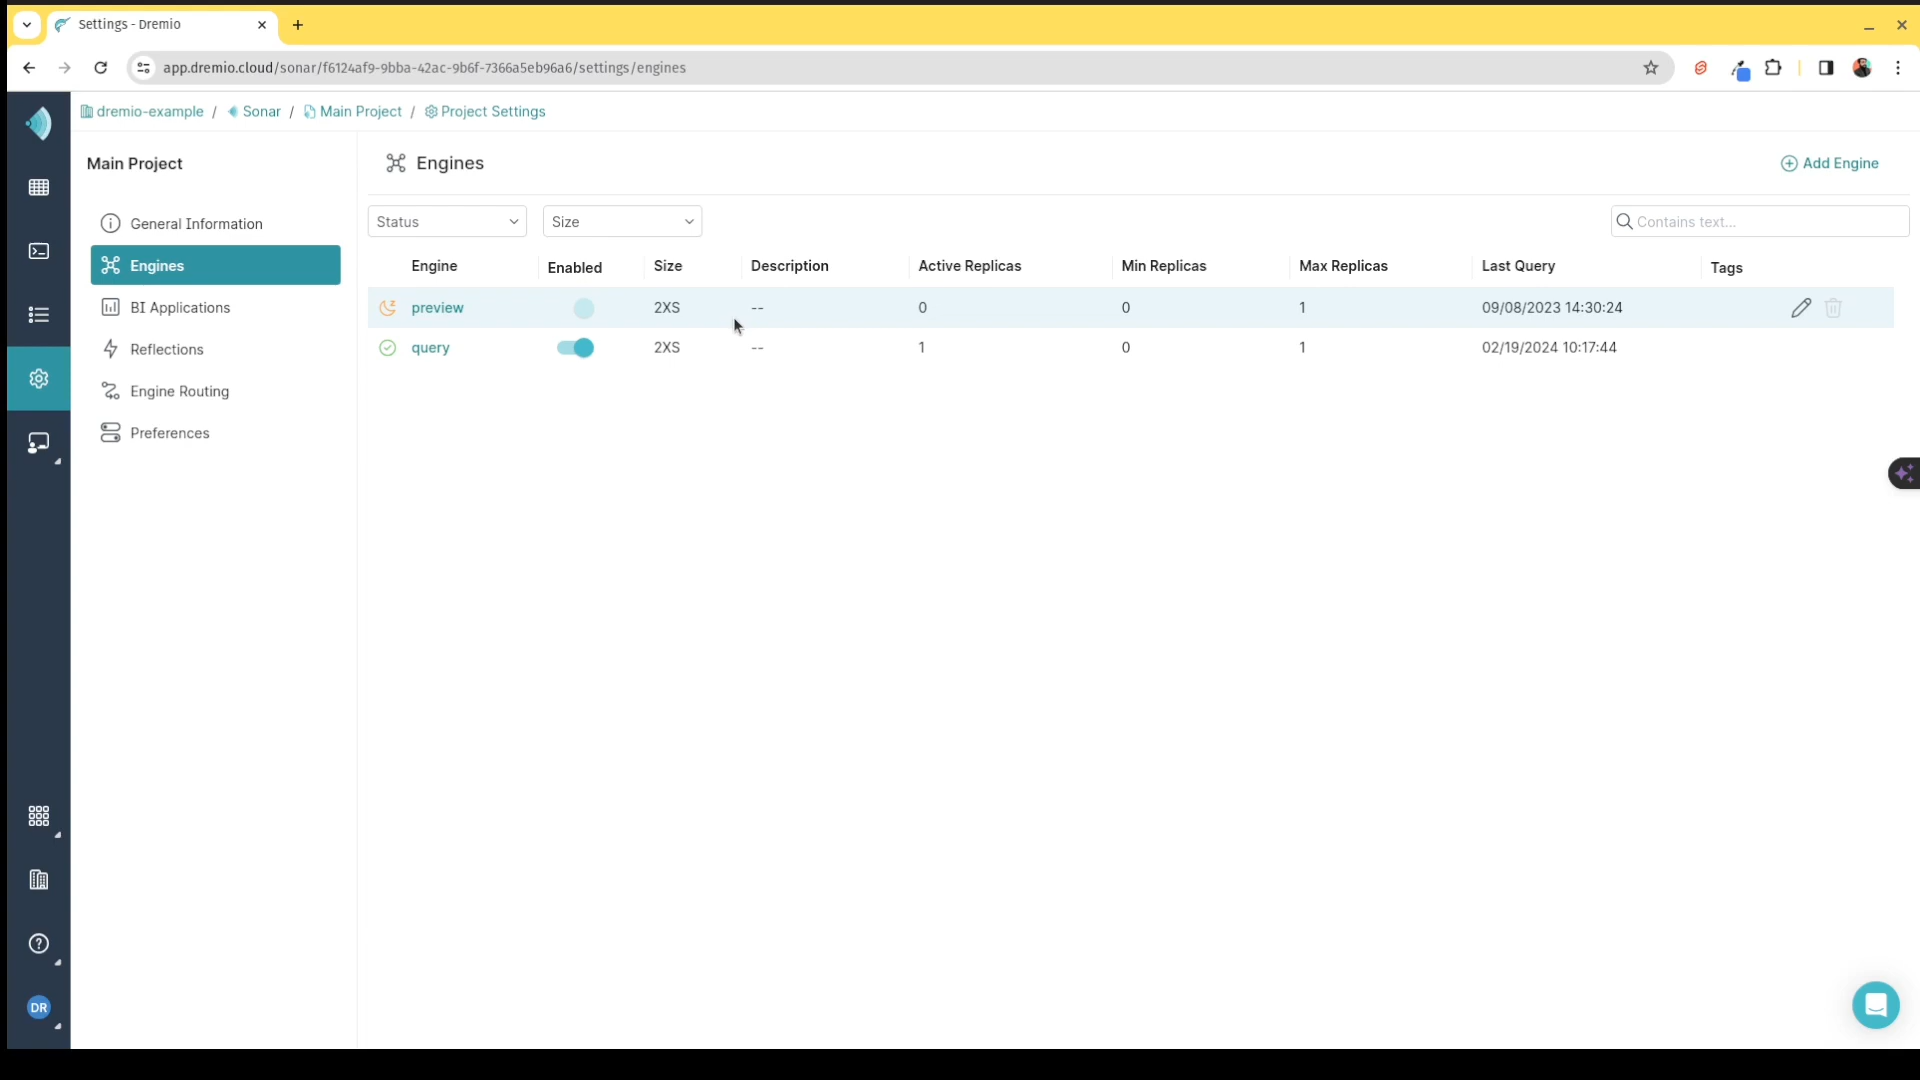 Settings - Dremio
app.dremio.cloud/sonar/f6124af9-9bba-42ac-9b6f-7366a5eb96a6/settings/engines
dremio-example / Sonar / Main Project / Project Settings
Main Project
General Information
Engines
BI Applications
Reflections
Engine Routing
Preferences
DR
Engines
Add Engine
Status
Size
Contains text...
Engine Enabled Size Description Active Replicas Min Replicas Max Replicas Last Query Tags
preview 2XS -- 0 0 1 09/08/2023 14:30:24
query 2XS -- 1 0 1 02/19/2024 10:17:44